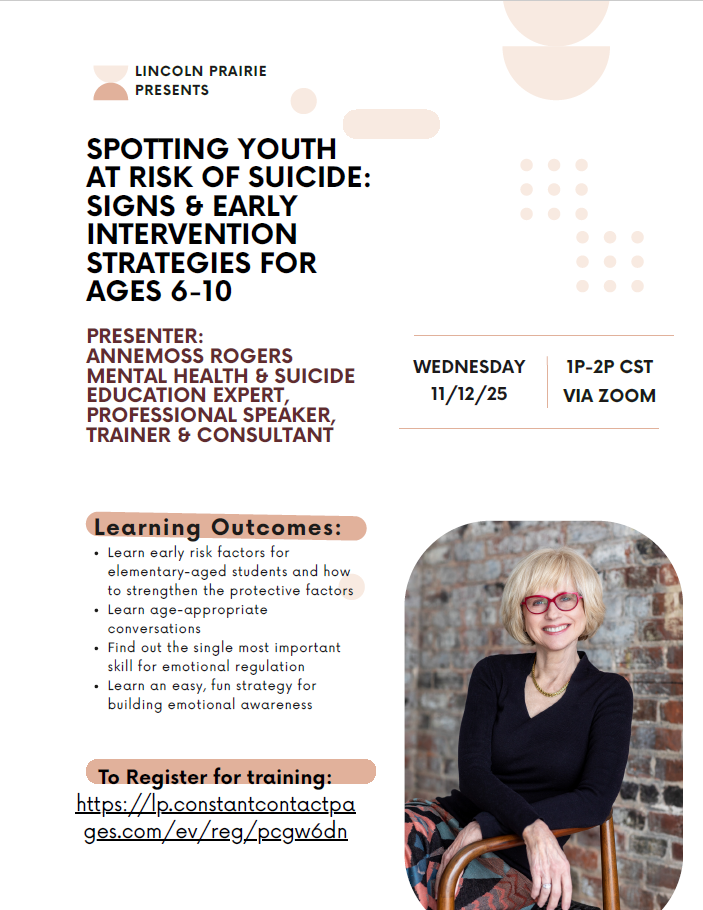 LINCOLN PRAIRIE
PRESENTS
SPOTTING YOUTH
AT RISK OF SUICIDE:
SIGNS & EARLY
INTERVENTION
STRATEGIES FOR
AGES 6-10
PRESENTER:
ANNEMOSS ROGERS
MENTAL HEALTH & SUICIDE
EDUCATION EXPERT,
PROFESSIONAL SPEAKER,
TRAINER & CONSULTANT
WEDNESDAY
11/12/25
1P-2P CST
VIA ZOOM
Learning Outcomes:
• Learn early risk factors for
elementary-aged students and how
to strengthen the protective factors
• Learn age-appropriate
conversations
• Find out the single most important
skill for emotional regulation
• Learn an easy, fun strategy for
building emotional awareness
To Register for training:
https://lp.constantcontactpa
ges.com/ev/reg/pcgw6dn